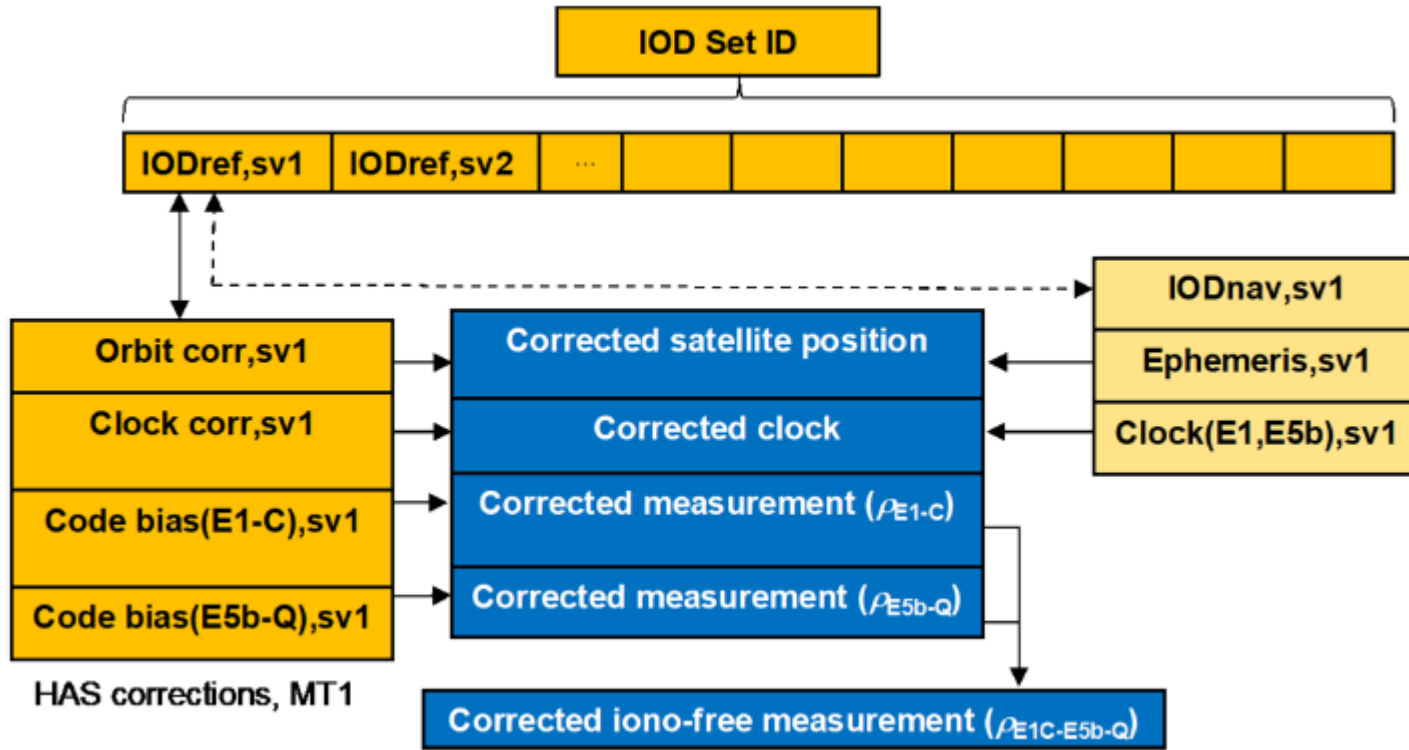 IOD Set ID
IODref,sv1 IODref,sv2 ...
IODnav,sv1
Orbit corr,sv1 Corrected satellite position Ephemeris,sv1
Clock corr,sv1 Corrected clock Clock(E1,E5b),sv1
Code bias(E1-C),sv1 Corrected measurement (ρE1-C)
Code bias(E5b-Q),sv1 Corrected measurement (ρE5b-Q)
HAS corrections, MT1
Corrected iono-free measurement (ρE1C-E5b-Q)